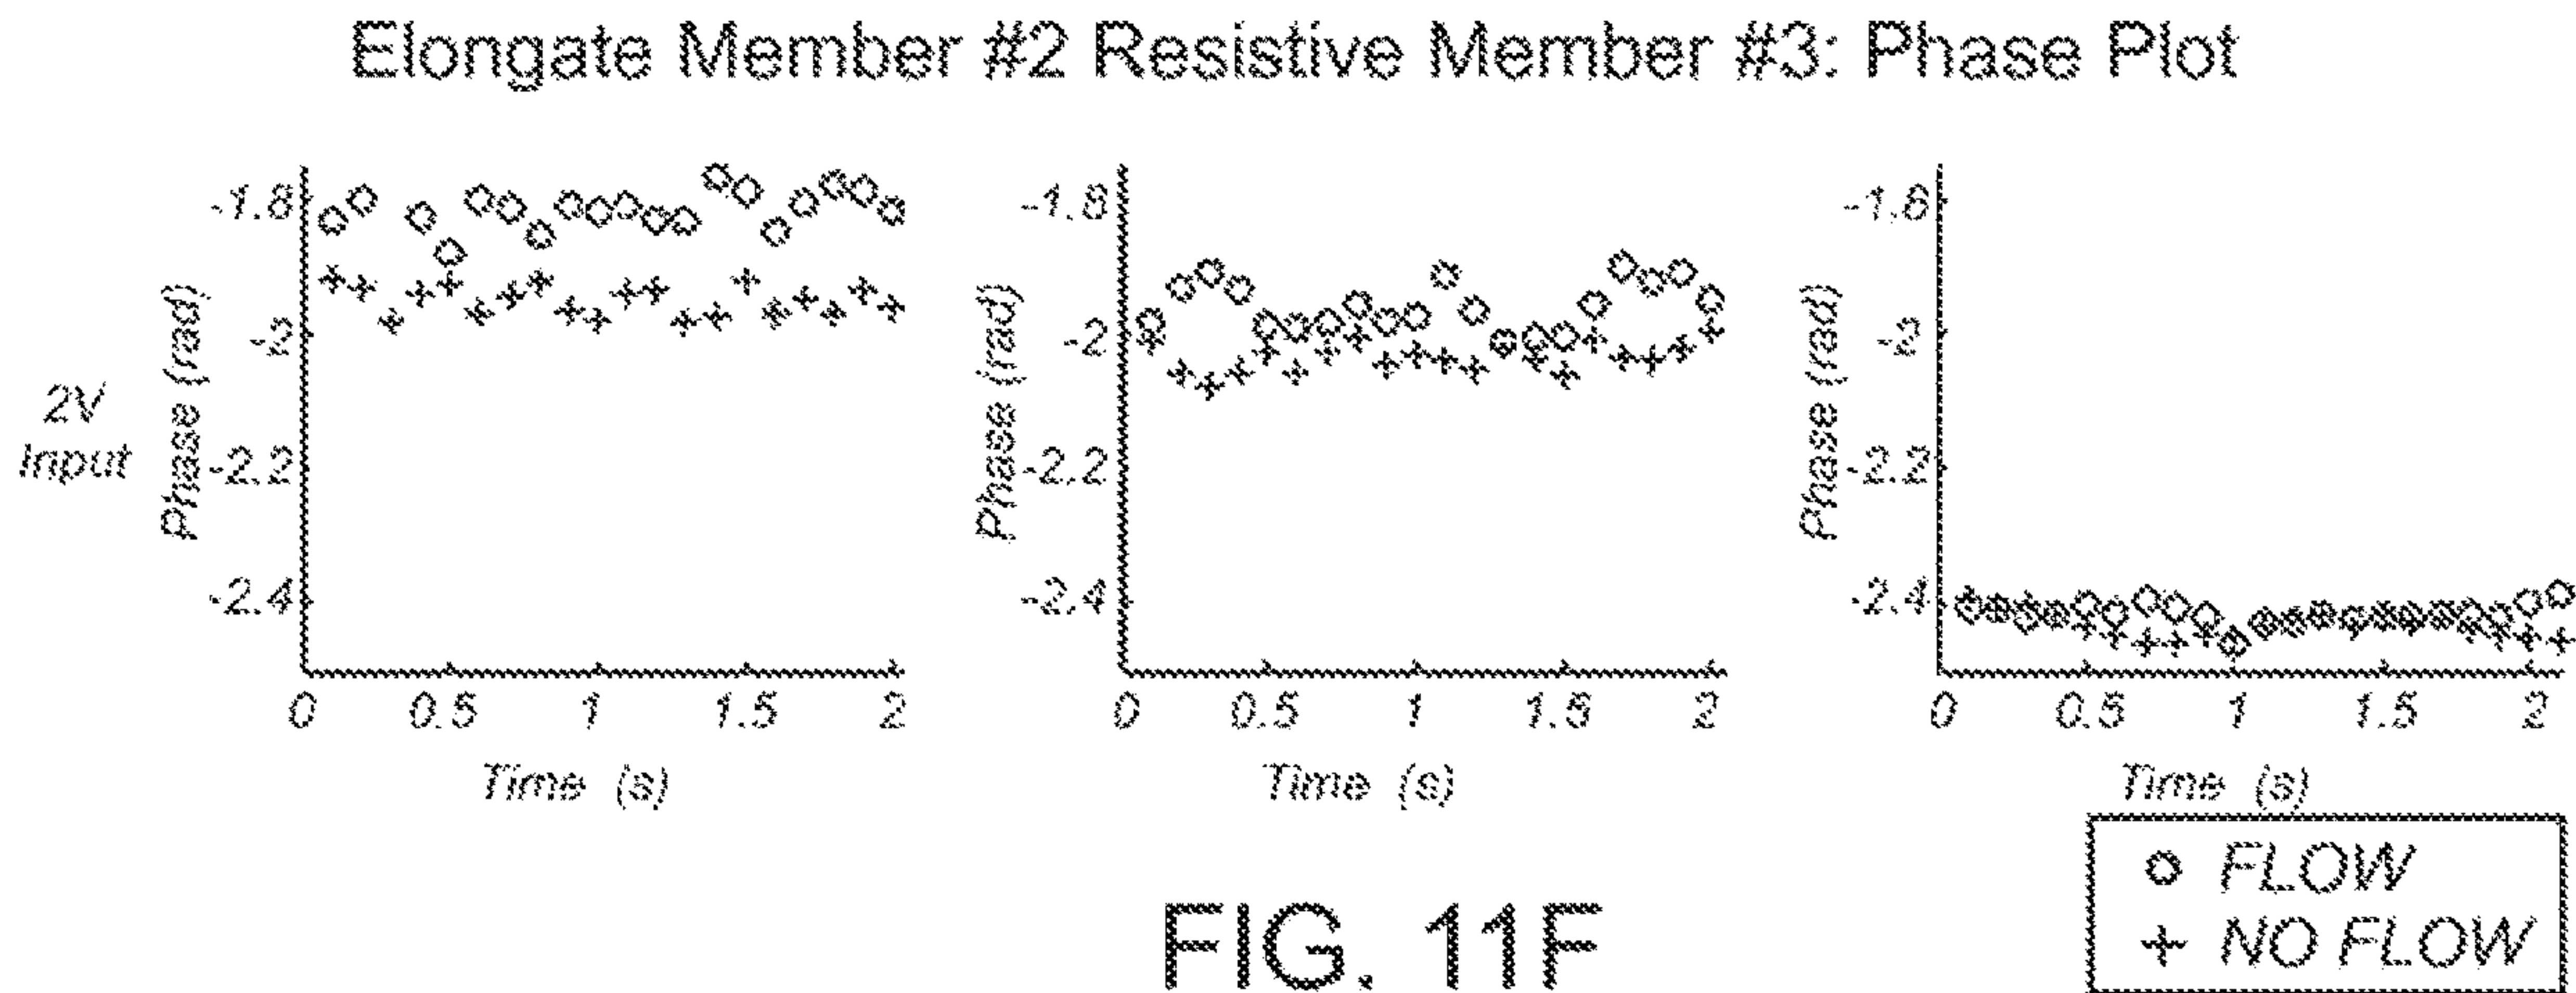 Elongate Member #2 Resistive Member #3: Phase Plot
2V
Input
Phase (rad)
-1.8
-2
-2.2
-2.4
0 0.5 1 1.5 2
Time (s)
Phase (rad)
-1.8
-2
-2.2
-2.4
0 0.5 1 1.5 2
Time (s)
Phase (rad)
-1.8
-2
-2.2
-2.4
0 0.5 1 1.5 2
Time (s)
FLOW
NO FLOW
FIG. 11F